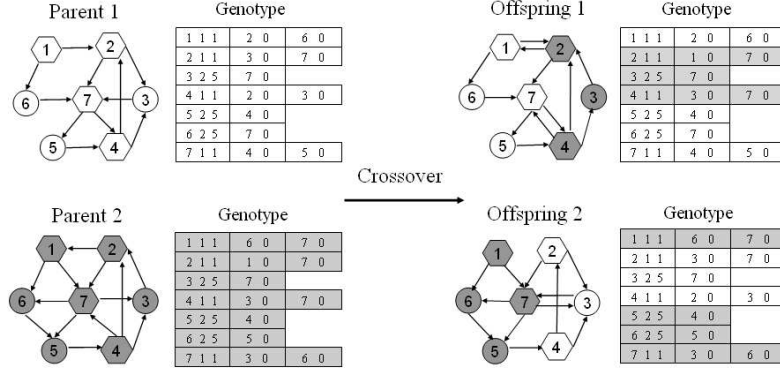 Parent 1
Genotype
1 2
6 7 3
5 4
1 1 1 2 0 6 0
2 1 1 3 0 7 0
3 2 5 7 0
4 1 1 2 0 3 0
5 2 5 4 0
6 2 5 7 0
7 1 1 4 0 5 0
Offspring 1
Genotype
1 2
6 7 3
5 4
1 1 1 2 0 6 0
2 1 1 1 0 7 0
3 2 5 7 0
4 1 1 3 0 7 0
5 2 5 4 0
6 2 5 7 0
7 1 1 4 0 5 0
Crossover
Parent 2
Genotype
1 2
6 7 3
5 4
1 1 1 6 0 7 0
2 1 1 1 0 7 0
3 2 5 7 0
4 1 1 3 0 7 0
5 2 5 4 0
6 2 5 5 0
7 1 1 3 0 6 0
Offspring 2
Genotype
1 2
6 7 3
5 4
1 1 1 6 0 7 0
2 1 1 3 0 7 0
3 2 5 7 0
4 1 1 2 0 3 0
5 2 5 4 0
6 2 5 5 0
7 1 1 3 0 6 0